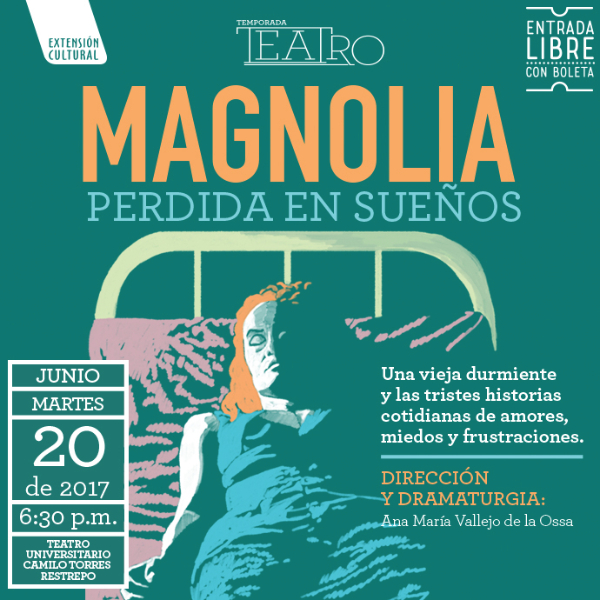 EXTENSIÓN
CULTURAL
TEMPORADA
TEATRO
ENTRADA
LIBRE
CON BOLETA
MAGNOLIA
PERDIDA EN SUEÑOS
JUNIO
MARTES
20
de 2017
6:30 p.m.
TEATRO
UNIVERSITARIO
CAMILO TORRES
RESTREPO
Una vieja durmiente
y las tristes historias
cotidianas de amores,
miedos y frustraciones.
DIRECCIÓN
Y DRAMATURGIA:
Ana María Vallejo de la Ossa